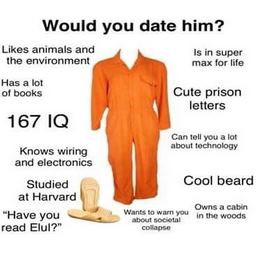 Would you date him?
Likes animals and
the environment
Is in super
max for life
Has a lot
of books
Cute prison
letters
167 IQ
Can tell you a lot
about technology
Knows wiring
and electronics
Cool beard
Studied
at Harvard
Owns a cabin
in the woods
"Have you
read Elul?"
Wants to warn you
about societal
collapse